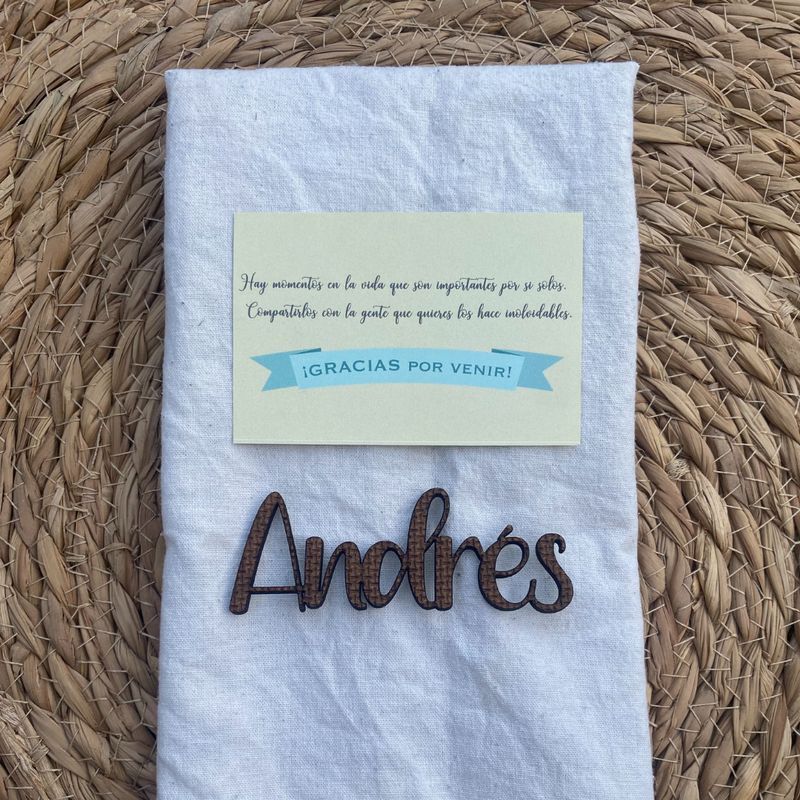 Hay momentos en la vida que son importantes por si solos.
Compartirlos con la gente que quieres los hace inolvidables.
¡GRACIAS POR VENIR!
Andrés